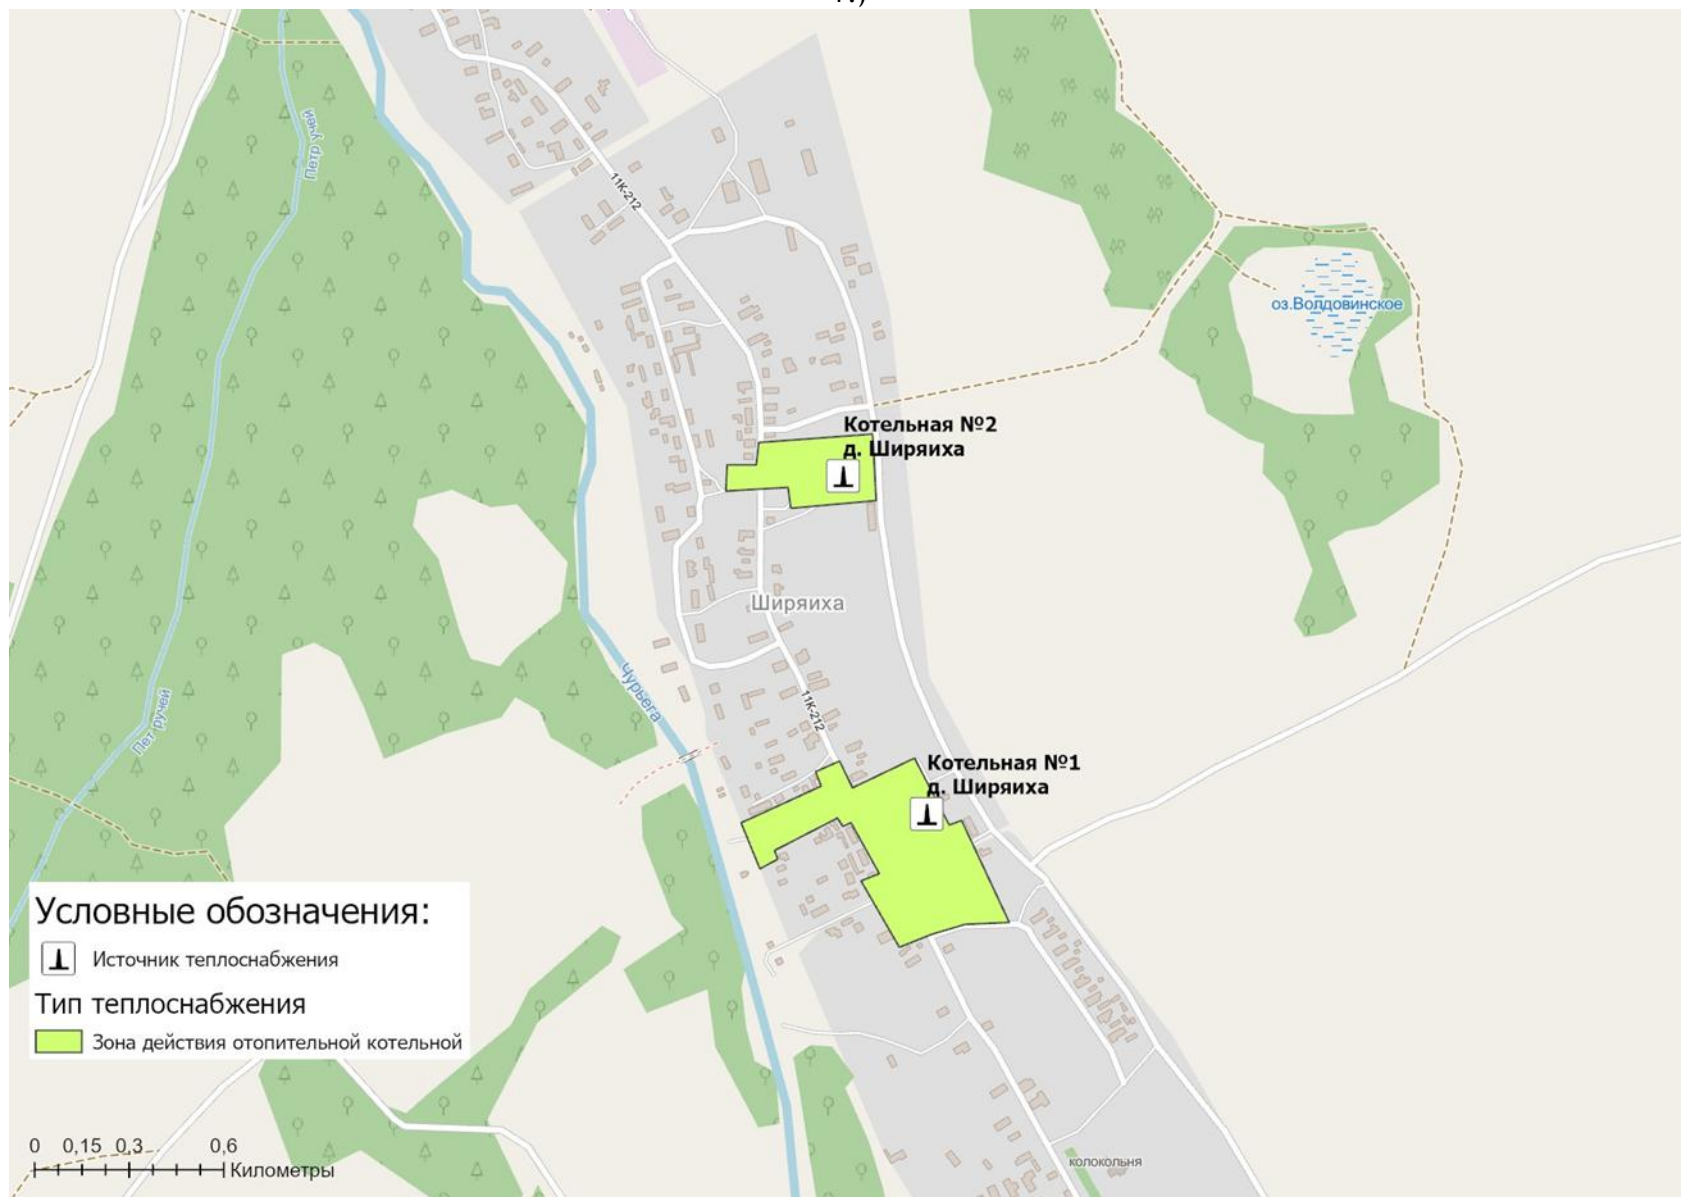 Петр учей
11К-212
оз.Волдовинское
Котельная №2
д. Ширяиха
Ширяиха
Чурьега
Пет ручей
11К-212
Котельная №1
д. Ширяиха
Условные обозначения:
Источник теплоснабжения
Тип теплоснабжения
Зона действия отопительной котельной
0 0,15 0,3 0,6
Километры
колокольня